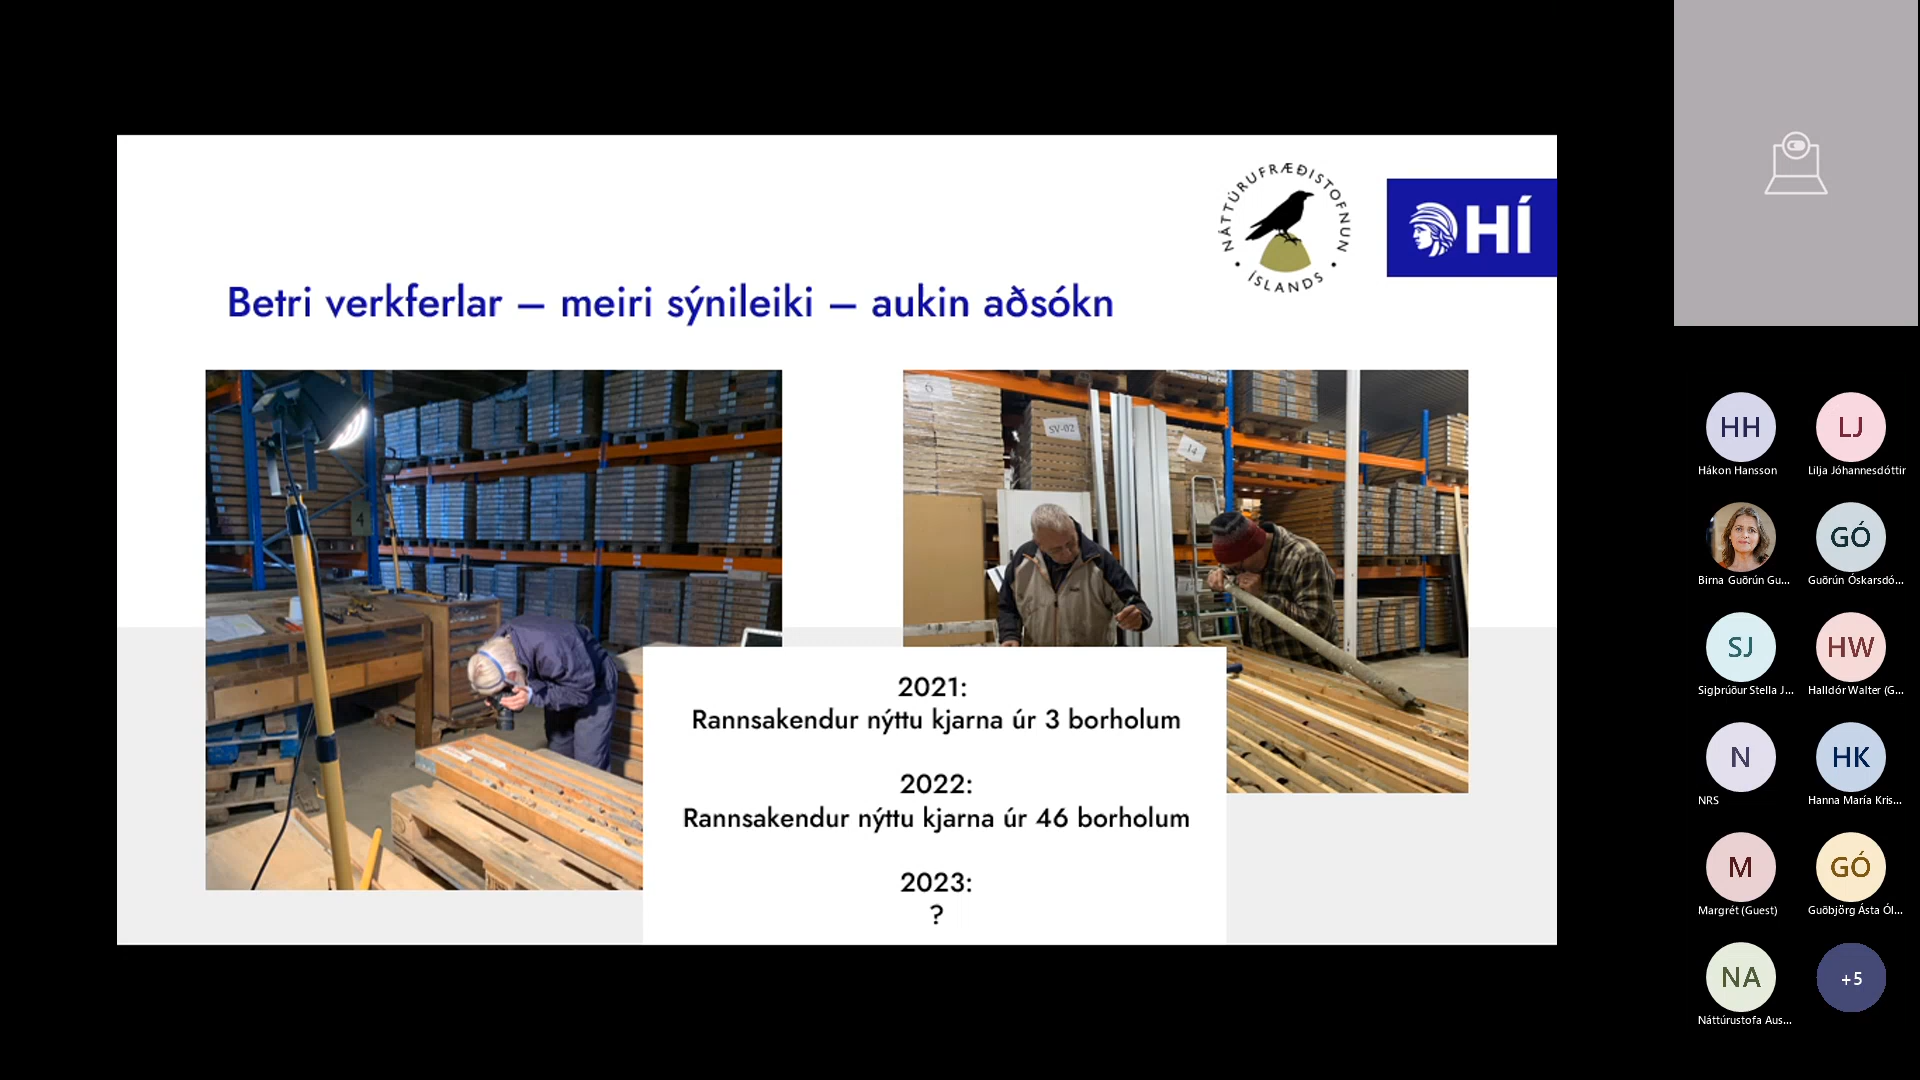 NÁTTÚRUFRÆÐISTOFNUN
• ÍSLANDS •
HÍ
Betri verkferlar – meiri sýnileiki – aukin aðsókn
6
SV-02
14
4
2021:
Rannsakendur nýttu kjarna úr 3 borholum
2022:
Rannsakendur nýttu kjarna úr 46 borholum
2023:
?
HH
Hákon Hansson
LJ
Lilja Jóhannesdóttir
Birna Guðrún Gu...
GÓ
Guðrún Óskarsdó...
SJ
Sigþrúður Stella J...
HW
Halldór Walter (G...
N
NRS
HK
Hanna María Kris...
M
Margrét (Guest)
GÓ
Guðbjörg Ásta Ól...
NA
Náttúrustofa Aus...
+5